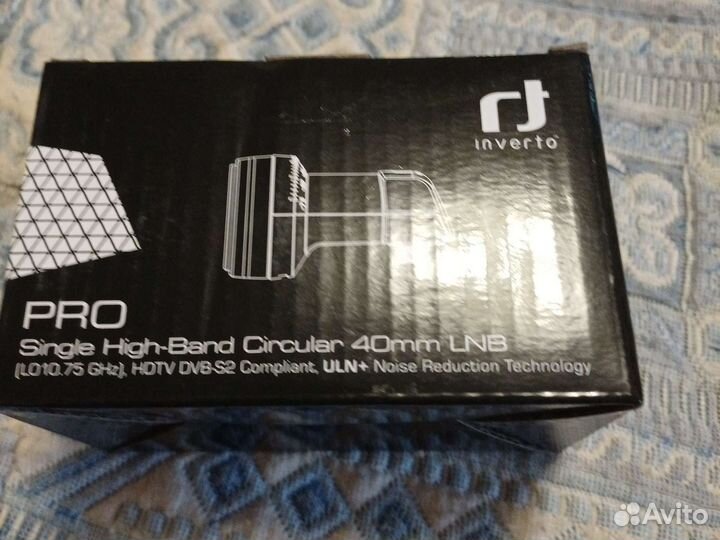 inverto
PRO
Single High-Band Circular 40mm LNB
(LO10.75 GHz), HDTV DVB-S2 Compliant, ULN+ Noise Reduction Technology
Avito